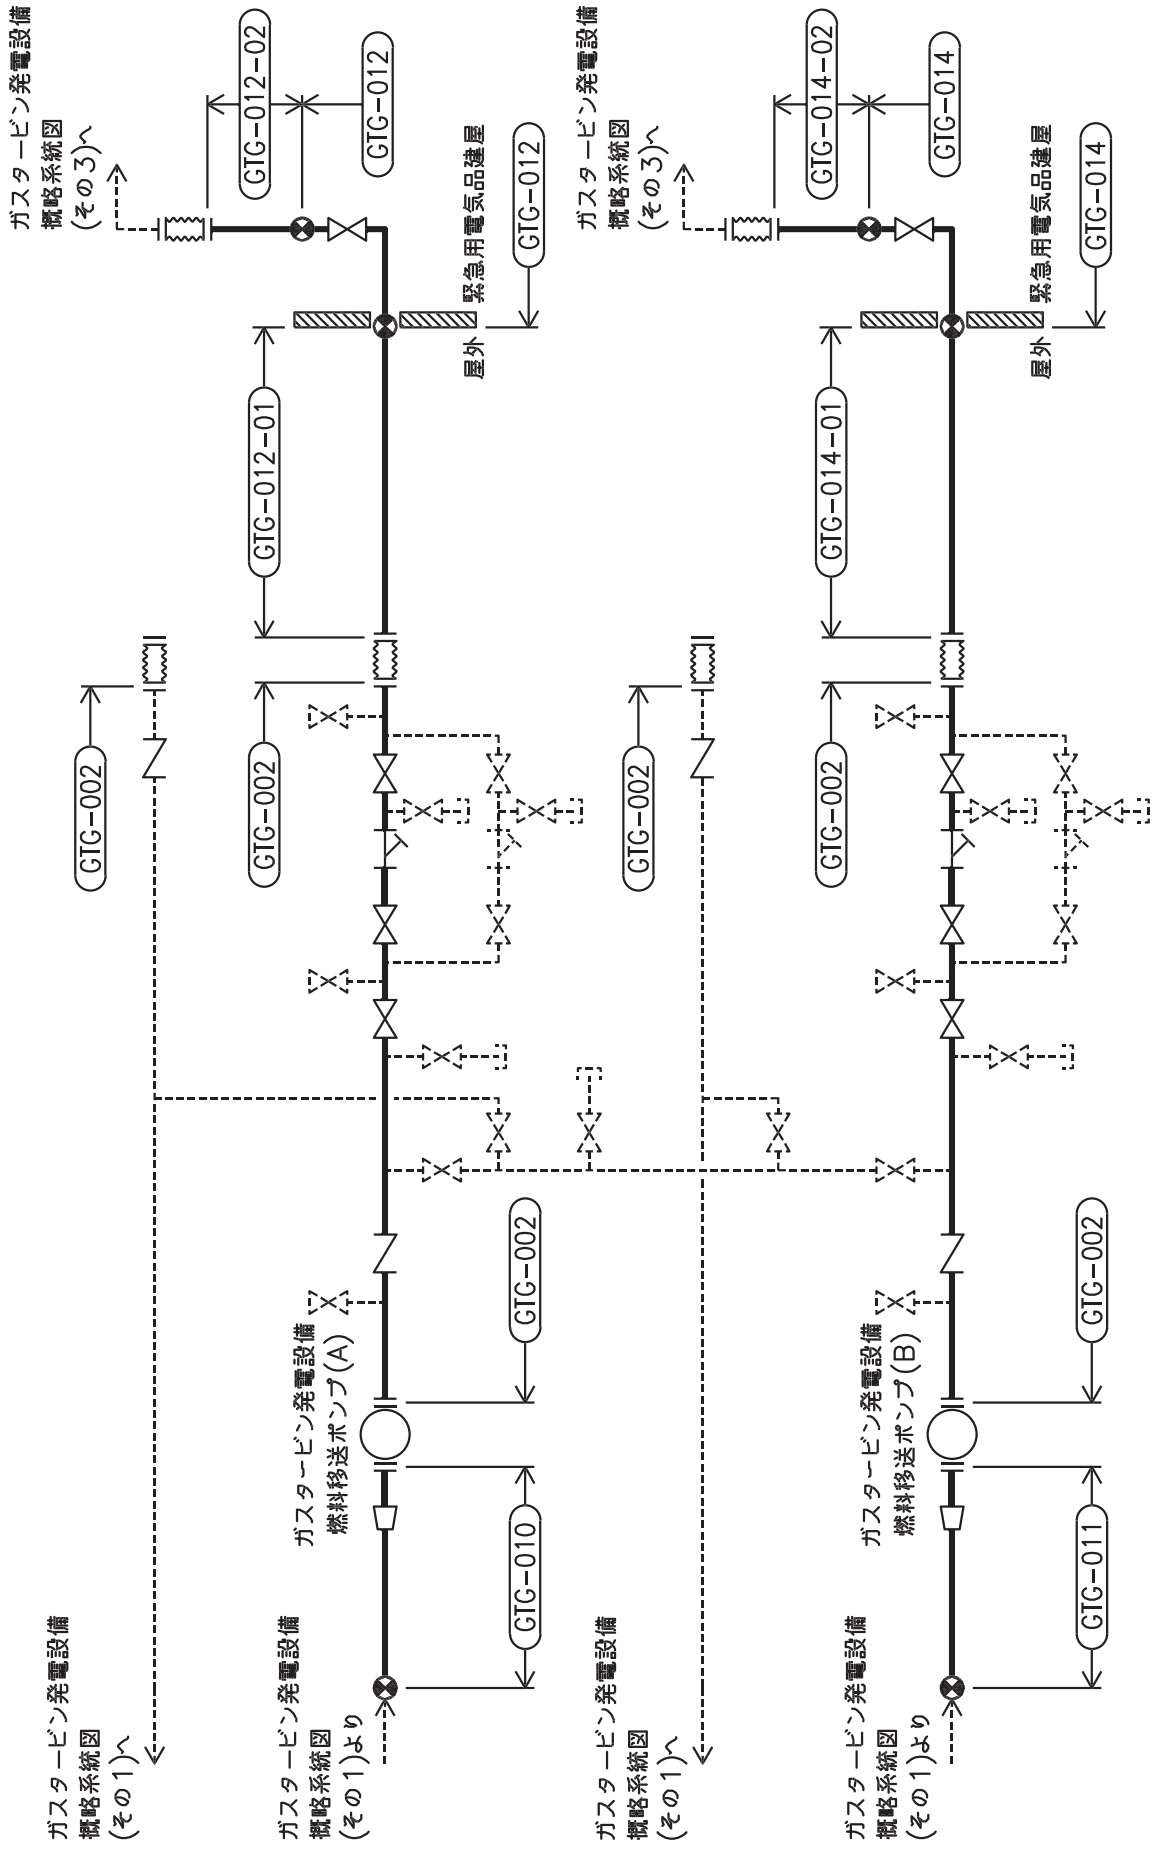 ガスタービン発電設備
概略系統図
(その3)へ
GTG-012-02
GTG-012
緊急用電気品建屋
屋外
GTG-012
GTG-012-01
GTG-002
GTG-002
ガスタービン発電設備
燃料移送ポンプ(A)
GTG-002
GTG-010
ガスタービン発電設備
概略系統図
(その1)へ
ガスタービン発電設備
概略系統図
(その1)より
ガスタービン発電設備
概略系統図
(その3)へ
GTG-014-02
GTG-014
緊急用電気品建屋
屋外
GTG-014
GTG-014-01
GTG-002
GTG-002
ガスタービン発電設備
燃料移送ポンプ(B)
GTG-002
GTG-011
ガスタービン発電設備
概略系統図
(その1)へ
ガスタービン発電設備
概略系統図
(その1)より